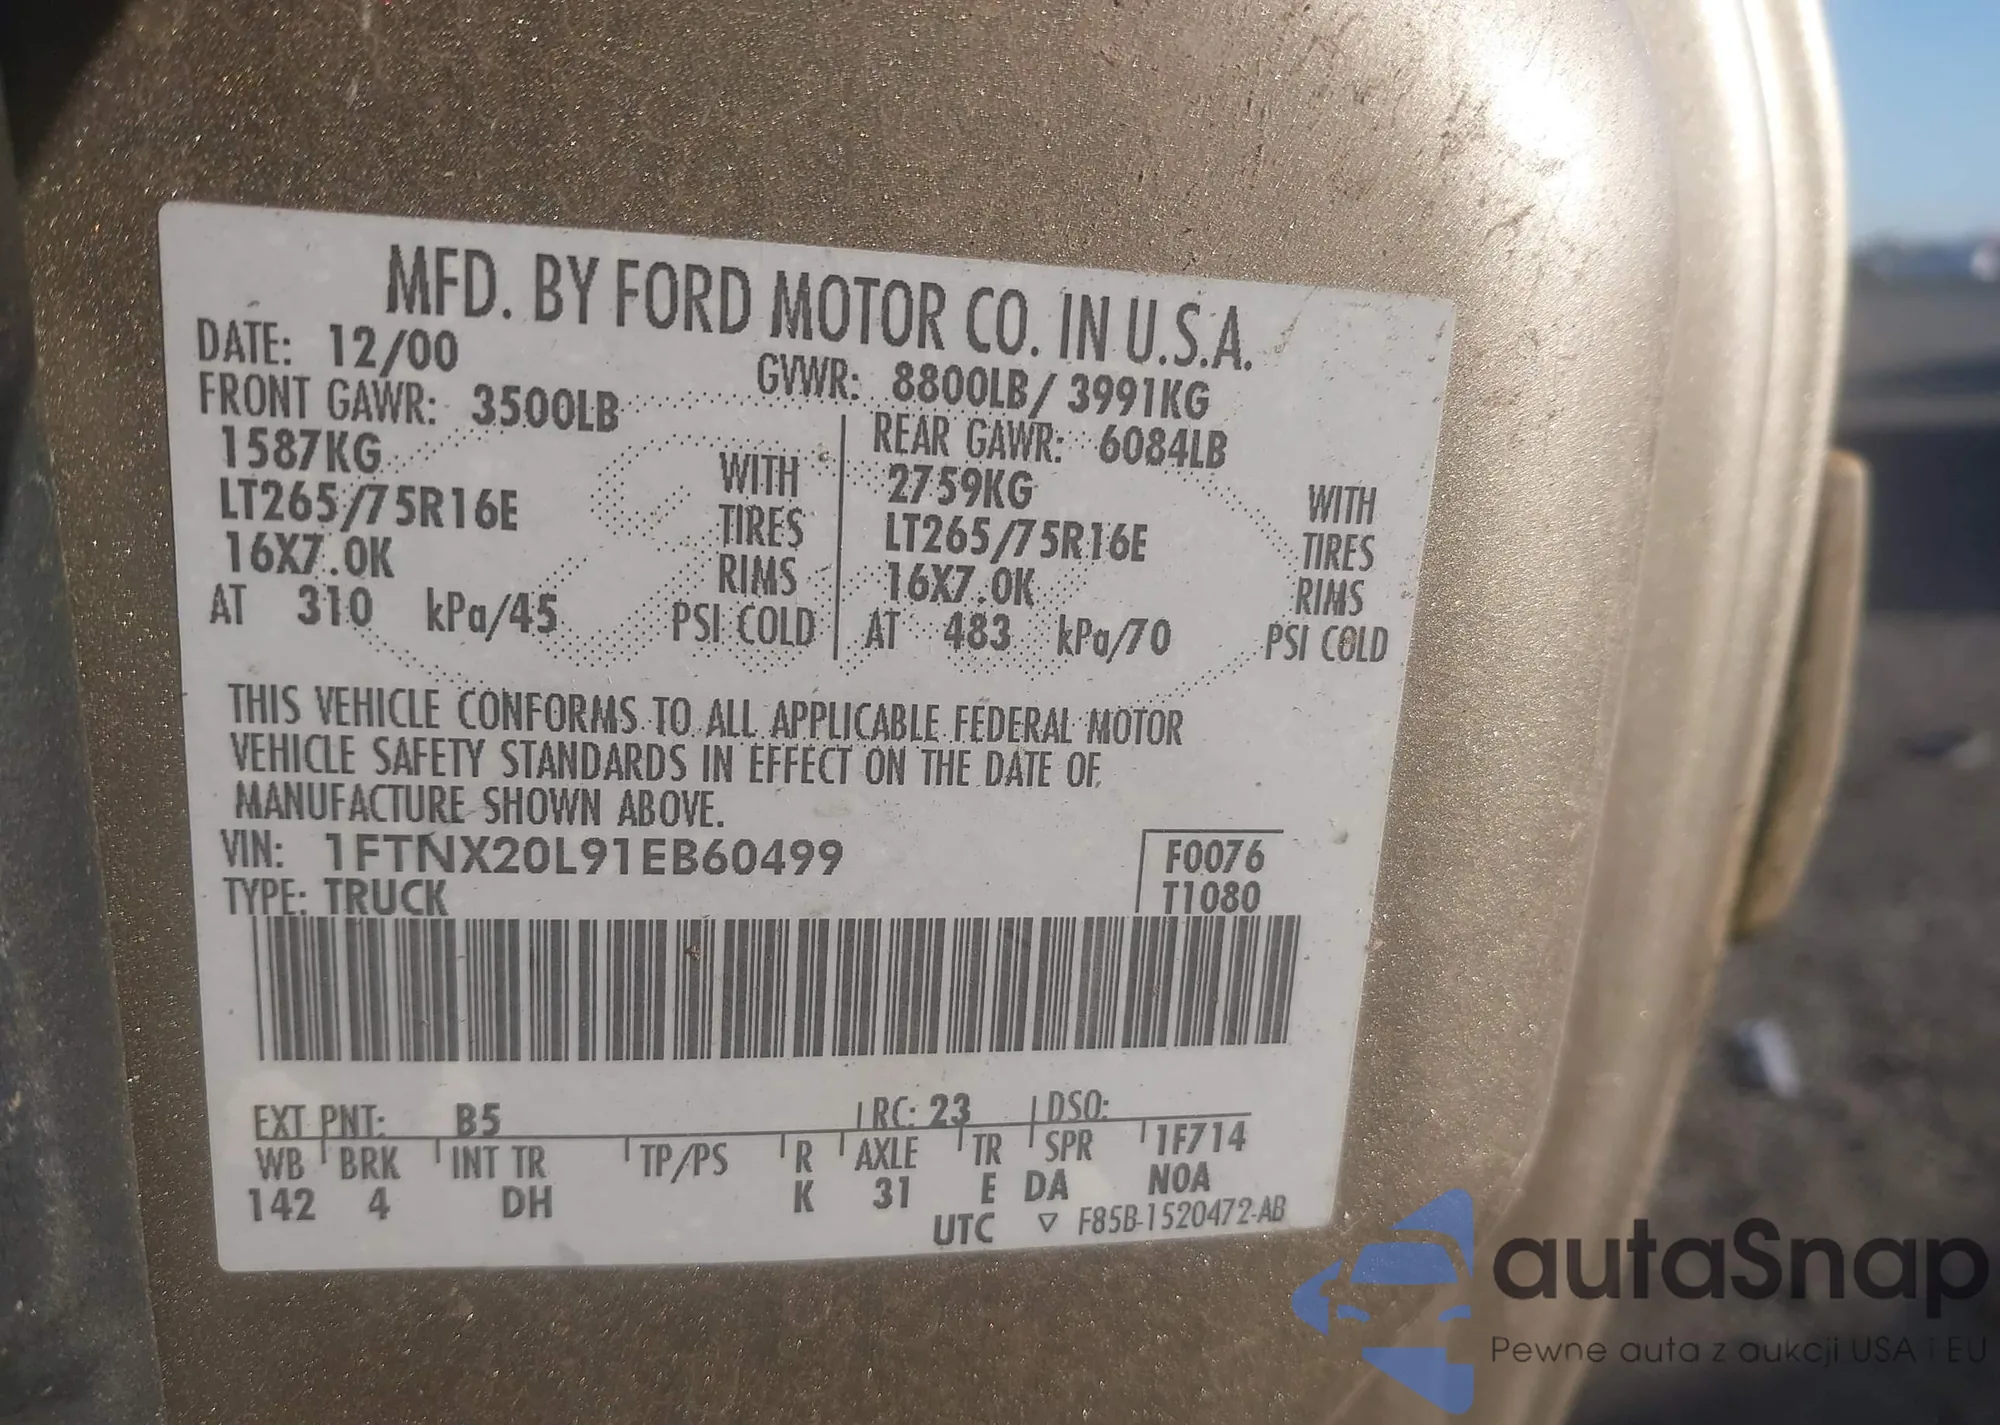 MFD. BY FORD MOTOR CO. IN U.S.A.
DATE: 12/00 GVWR: 8800LB/ 3991KG
FRONT GAWR: 3500LB REAR GAWR: 6084LB
1587KG WITH 2759KG WITH
LT265/75R16E TIRES LT265/75R16E TIRES
16X7.0K RIMS 16X7.0K RIMS
AT 310 kPa/45 PSI COLD AT 483 kPa/70 PSI COLD
THIS VEHICLE CONFORMS TO ALL APPLICABLE FEDERAL MOTOR
VEHICLE SAFETY STANDARDS IN EFFECT ON THE DATE OF
MANUFACTURE SHOWN ABOVE.
VIN: 1FTNX20L91EB60499 F0076
TYPE: TRUCK T1080
EXT PNT: B5 RC: 23 DSO:
WB BRK INT TR TP/PS R AXLE TR SPR 1F714
142 4 DH K 31 E DA NOA
UTC ▽ F85B-1520472-AB
autaSnap
Pewne auta z aukcji USA i EU